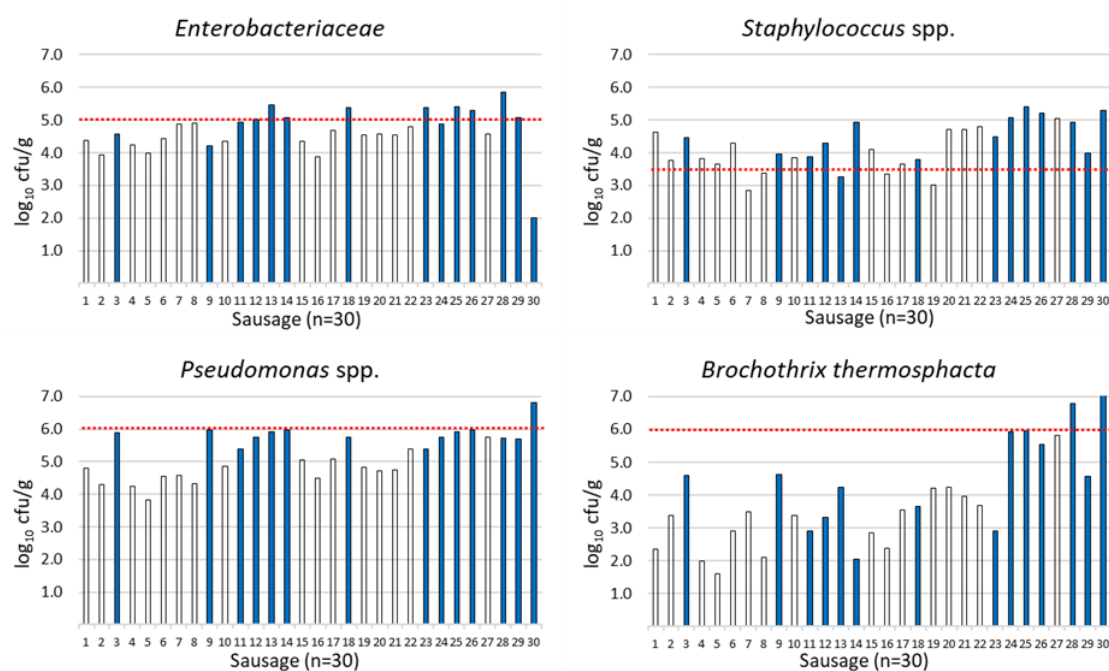 Enterobacteriaceae
7.0
6.0
5.0
4.0
3.0
2.0
1.0
log₁₀ cfu/g
1 2 3 4 5 6 7 8 9 10 11 12 13 14 15 16 17 18 19 20 21 22 23 24 25 26 27 28 29 30
Sausage (n=30)
Staphylococcus spp.
7.0
6.0
5.0
4.0
3.0
2.0
1.0
log₁₀ cfu/g
1 2 3 4 5 6 7 8 9 10 11 12 13 14 15 16 17 18 19 20 21 22 23 24 25 26 27 28 29 30
Sausage (n=30)
Pseudomonas spp.
7.0
6.0
5.0
4.0
3.0
2.0
1.0
log₁₀ cfu/g
1 2 3 4 5 6 7 8 9 10 11 12 13 14 15 16 17 18 19 20 21 22 23 24 25 26 27 28 29 30
Sausage (n=30)
Brochothrix thermosphacta
7.0
6.0
5.0
4.0
3.0
2.0
1.0
log₁₀ cfu/g
1 2 3 4 5 6 7 8 9 10 11 12 13 14 15 16 17 18 19 20 21 22 23 24 25 26 27 28 29 30
Sausage (n=30)